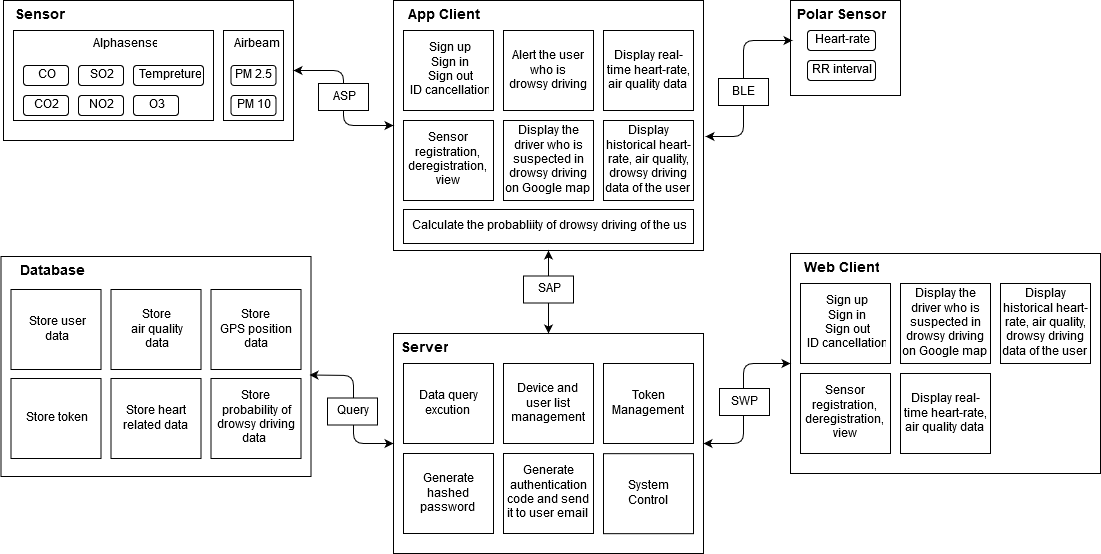 Sensor
Alphasense
CO
SO2
Tempreture
CO2
NO2
O3
Airbeam
PM 2.5
PM 10
ASP
App Client
Sign up
Sign in
Sign out
ID cancellation
Alert the user
who is
drowsy driving
Display real-
time heart-rate,
air quality data
Sensor
registration,
deregistration,
view
Display the
driver who is
suspected in
drowsy driving
on Google map
Display
historical heart-
rate, air quality,
drowsy driving
data of the user
Calculate the probabliity of drowsy driving of the us
BLE
Polar Sensor
Heart-rate
RR interval
SAP
Database
Store user
data
Store
air quality
data
Store
GPS position
data
Store token
Store heart
related data
Store
probability of
drowsy driving
data
Query
Server
Data query
excution
Device and
user list
management
Token
Management
Generate
hashed
password
Generate
authentication
code and send
it to user email
System
Control
SWP
Web Client
Sign up
Sign in
Sign out
ID cancellation
Display the
driver who is
suspected in
drowsy driving
on Google map
Display
historical heart-
rate, air quality,
drowsy driving
data of the user
Sensor
registration,
deregistration,
view
Display real-
time heart-rate,
air quality data